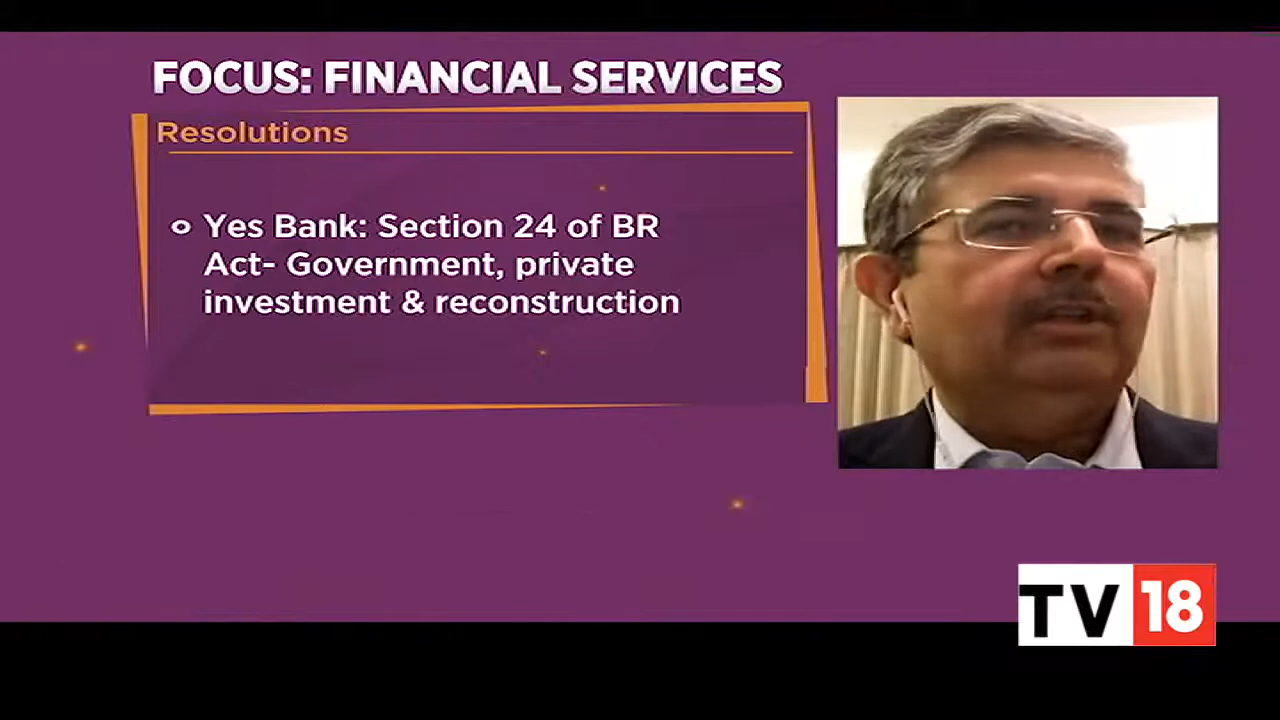 FOCUS: FINANCIAL SERVICES
Resolutions
Yes Bank: Section 24 of BR
Act- Government, private
investment & reconstruction
TV18